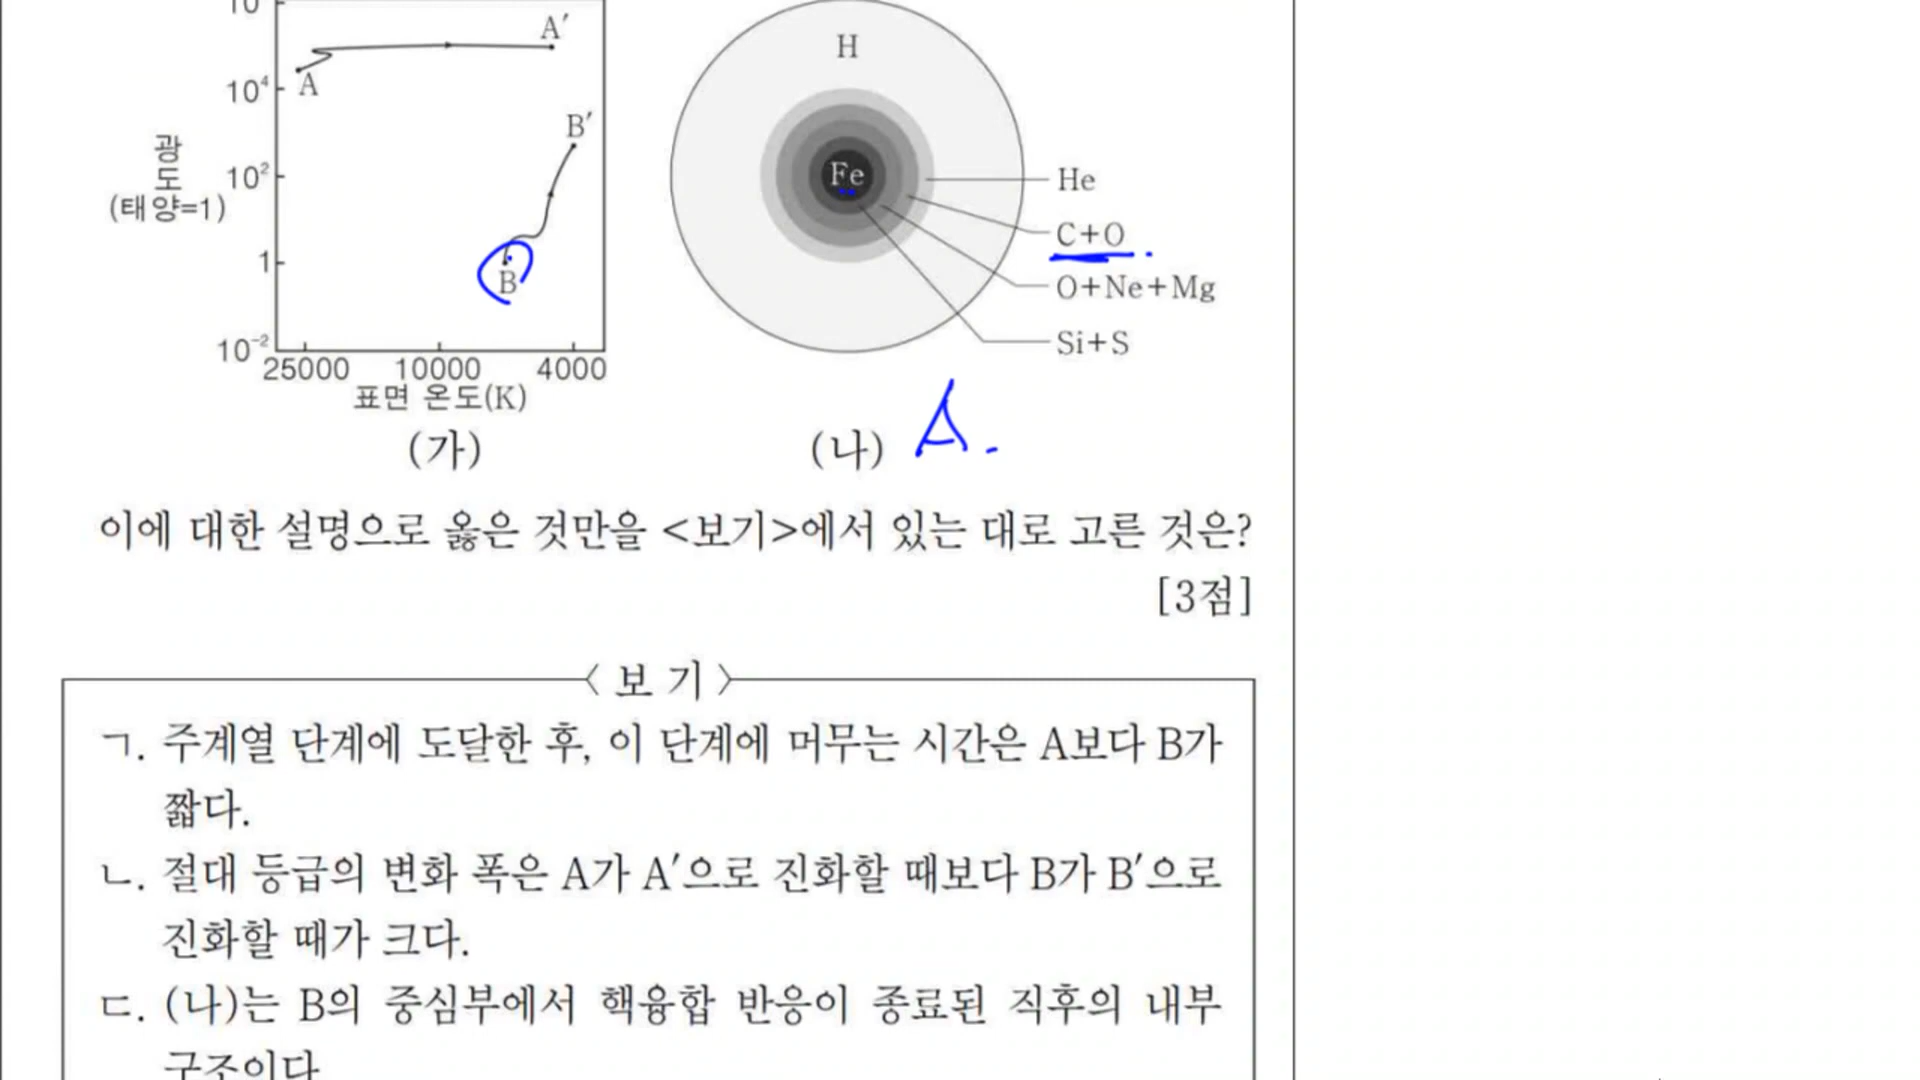 A′
A
10⁴
B′
광
도
(태양=1)
10²
1
B
10⁻²
25000 10000 4000
표면 온도(K)
(가)
H
Fe
He
C+O
O+Ne+Mg
Si+S
(나) A.
이에 대한 설명으로 옳은 것만을 <보기>에서 있는 대로 고른 것은?
[3점]
〈보 기〉
ㄱ. 주계열 단계에 도달한 후, 이 단계에 머무는 시간은 A보다 B가
짧다.
ㄴ. 절대 등급의 변화 폭은 A가 A′으로 진화할 때보다 B가 B′으로
진화할 때가 크다.
ㄷ. (나)는 B의 중심부에서 핵융합 반응이 종료된 직후의 내부
구조이다